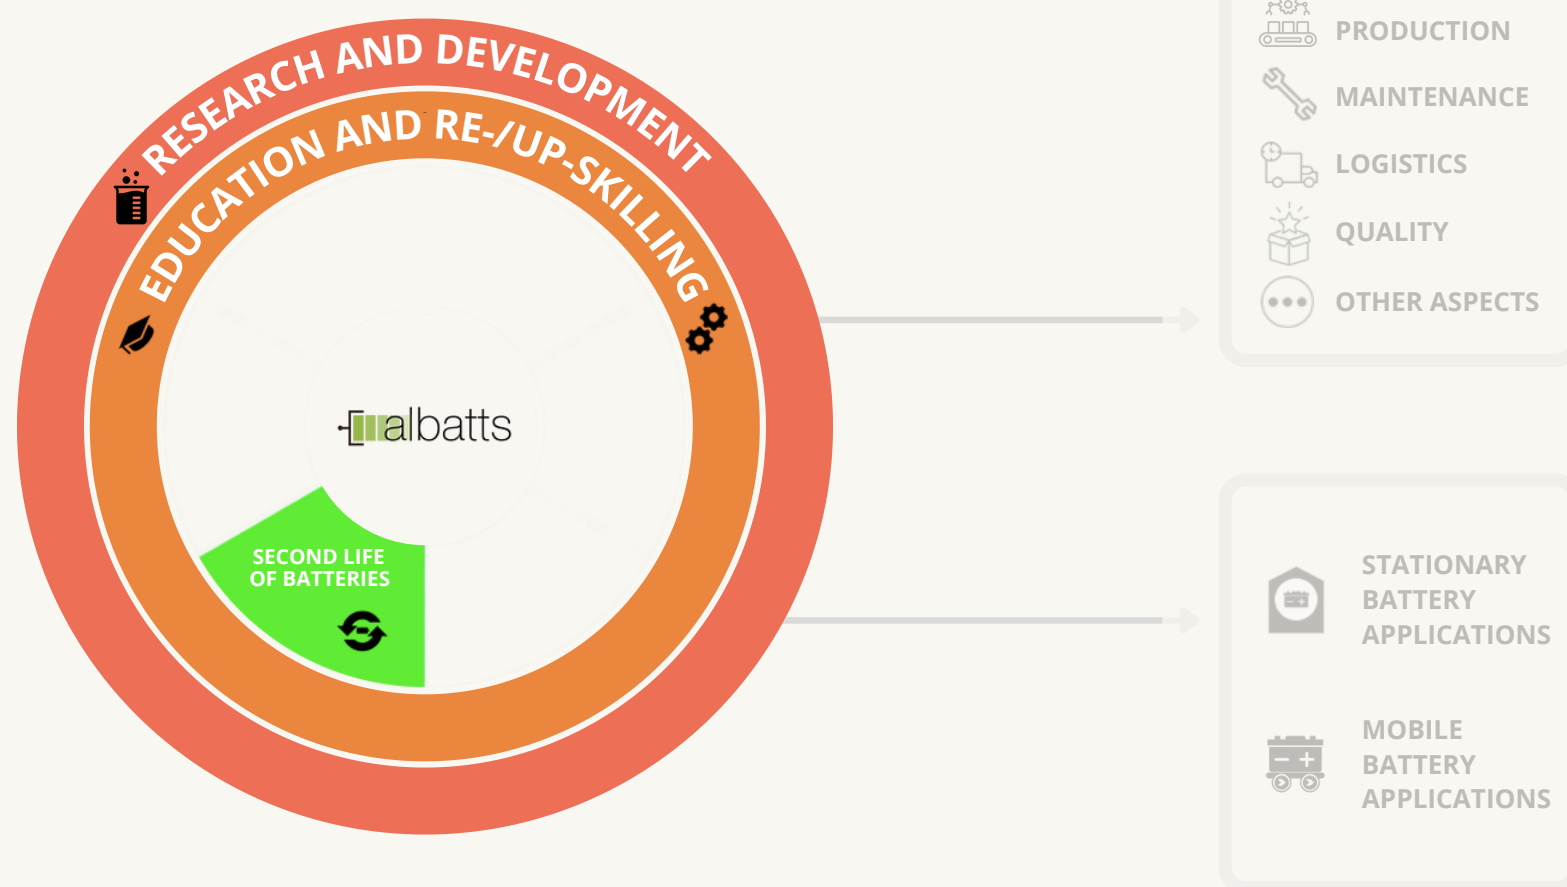 RESEARCH AND DEVELOPMENT
EDUCATION AND RE-/UP-SKILLING
albatts
SECOND LIFE
OF BATTERIES
PRODUCTION
MAINTENANCE
LOGISTICS
QUALITY
OTHER ASPECTS
STATIONARY
BATTERY
APPLICATIONS
MOBILE
BATTERY
APPLICATIONS